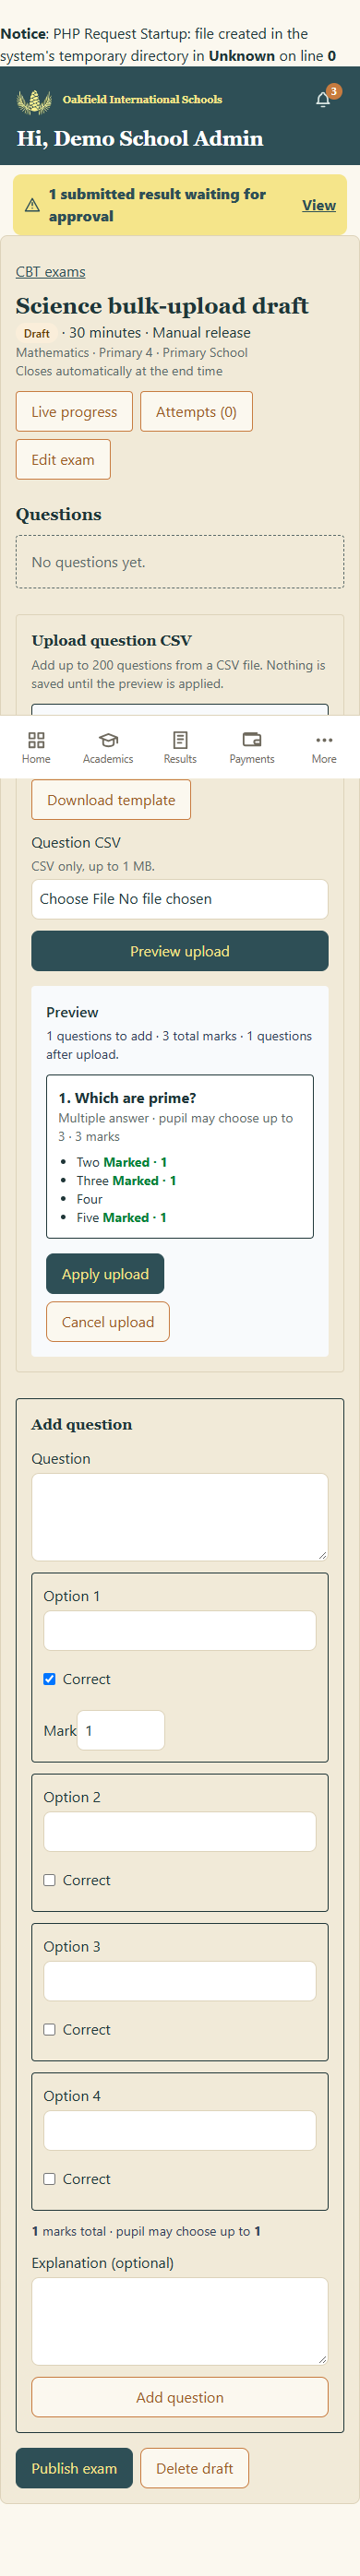 Notice: PHP Request Startup: file created in the
system's temporary directory in Unknown on line 0
Oakfield International Schools
3
Hi, Demo School Admin
1 submitted result waiting for
approval
View
CBT exams
Science bulk-upload draft
Draft · 30 minutes · Manual release
Mathematics · Primary 4 · Primary School
Closes automatically at the end time
Live progress
Attempts (0)
Edit exam
Questions
No questions yet.
Upload question CSV
Add up to 200 questions from a CSV file. Nothing is
saved until the preview is applied.
Home
Academics
Results
Payments
More
Download template
Question CSV
CSV only, up to 1 MB.
Choose File No file chosen
Preview upload
Preview
1 questions to add · 3 total marks · 1 questions
after upload.
1. Which are prime?
Multiple answer · pupil may choose up to
3 · 3 marks
Two Marked · 1
Three Marked · 1
Four
Five Marked · 1
Apply upload
Cancel upload
Add question
Question
Option 1
Correct
Mark 1
Option 2
Correct
Option 3
Correct
Option 4
Correct
1 marks total · pupil may choose up to 1
Explanation (optional)
Add question
Publish exam
Delete draft